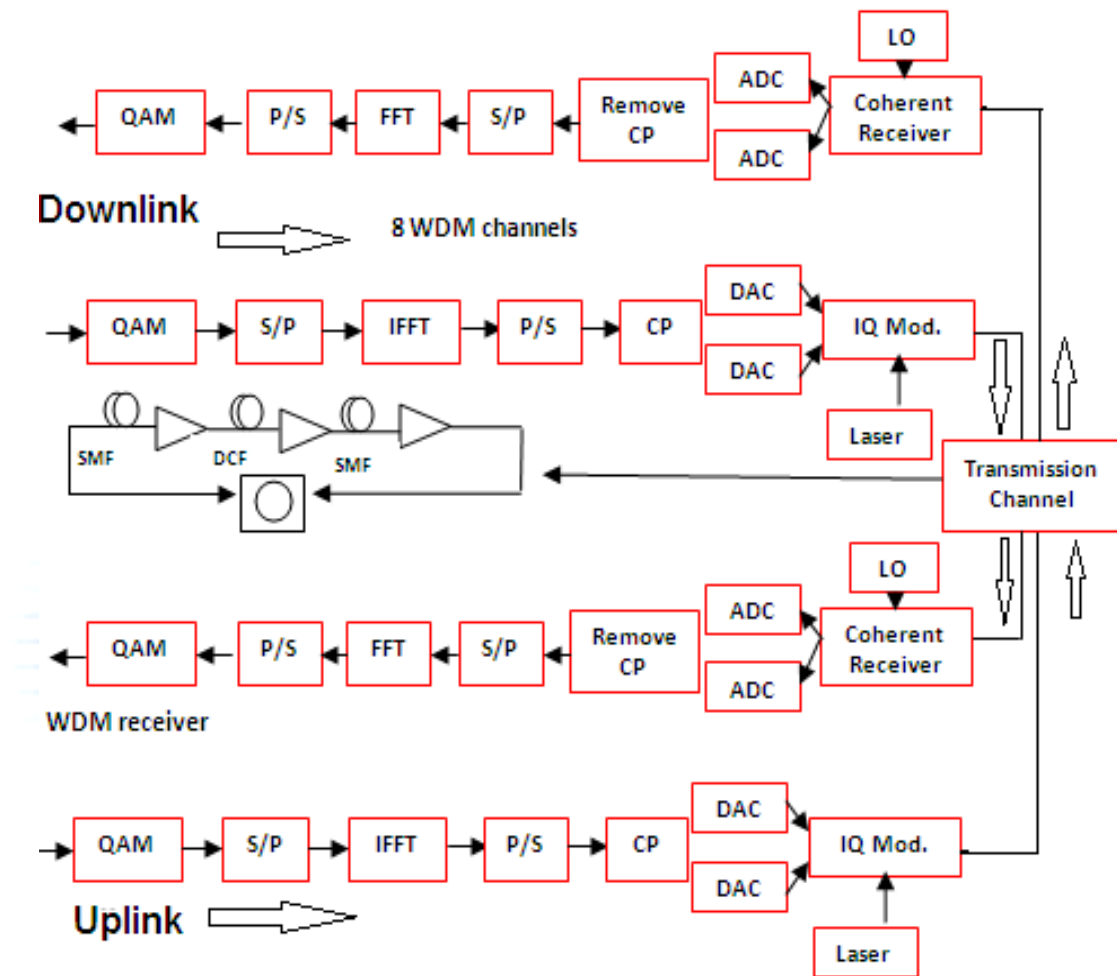 LO
QAM
P/S
FFT
S/P
Remove
CP
ADC
ADC
Coherent
Receiver
Downlink
8 WDM channels
QAM
S/P
IFFT
P/S
CP
DAC
DAC
IQ Mod.
Laser
SMF
DCF
SMF
Transmission
Channel
LO
QAM
P/S
FFT
S/P
Remove
CP
ADC
ADC
Coherent
Receiver
WDM receiver
QAM
S/P
IFFT
P/S
CP
DAC
DAC
IQ Mod.
Uplink
Laser